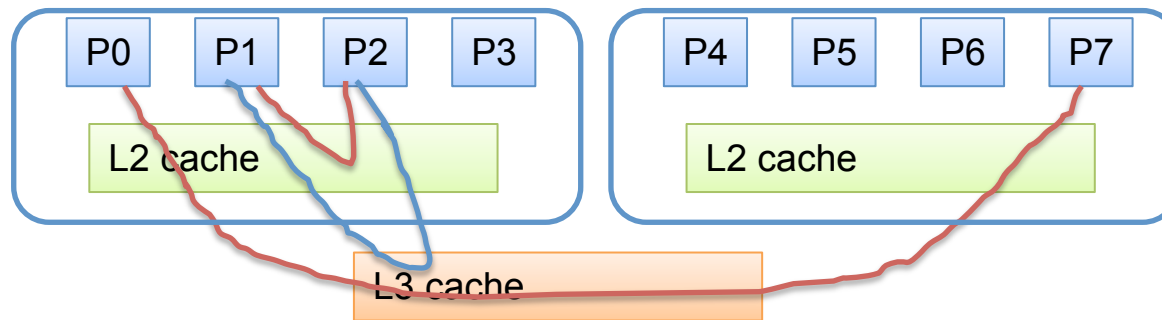 P0 P1 P2 P3 P4 P5 P6 P7
L2 cache L2 cache
L3 cache